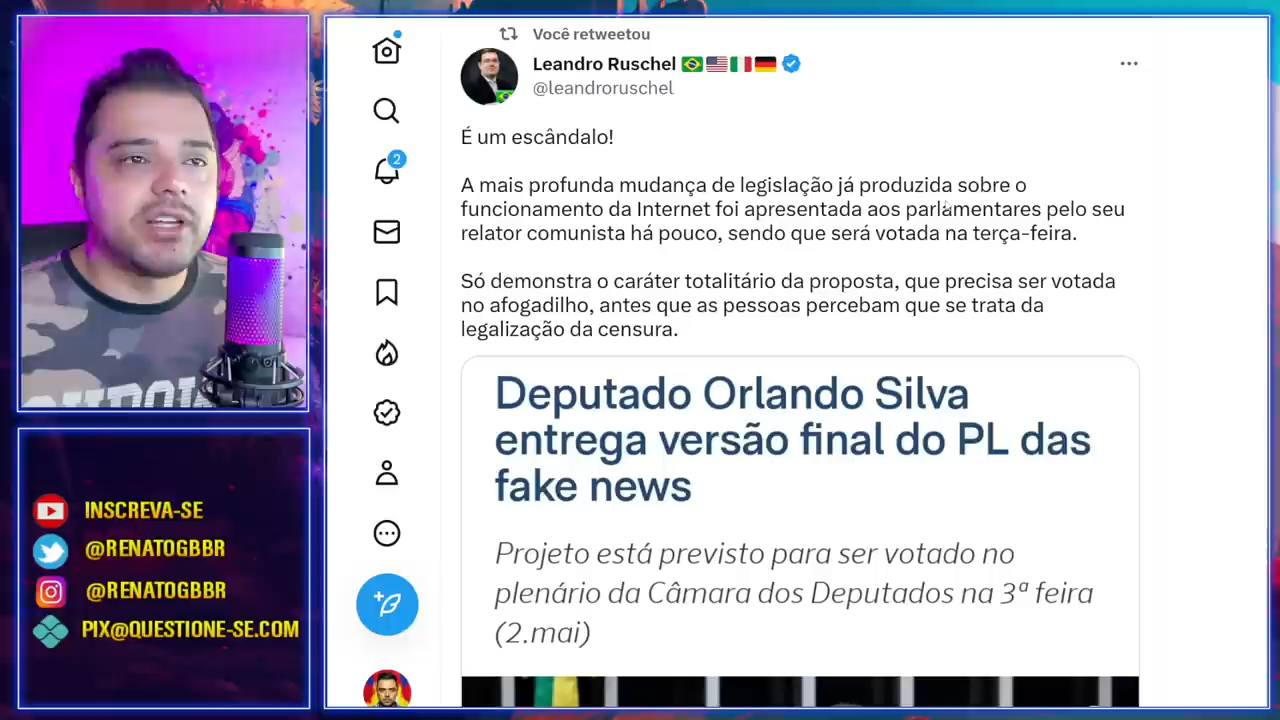 Você retweetou
Leandro Ruschel
@leandroruschel
É um escândalo!
A mais profunda mudança de legislação já produzida sobre o
funcionamento da Internet foi apresentada aos parlamentares pelo seu
relator comunista há pouco, sendo que será votada na terça-feira.
Só demonstra o caráter totalitário da proposta, que precisa ser votada
no afogadilho, antes que as pessoas percebam que se trata da
legalização da censura.
Deputado Orlando Silva
entrega versão final do PL das
fake news
Projeto está previsto para ser votado no
plenário da Câmara dos Deputados na 3ª feira
(2.mai)
2
INSCREVA-SE
@RENATOGBBR
@RENATOGBBR
PIX@QUESTIONE-SE.COM